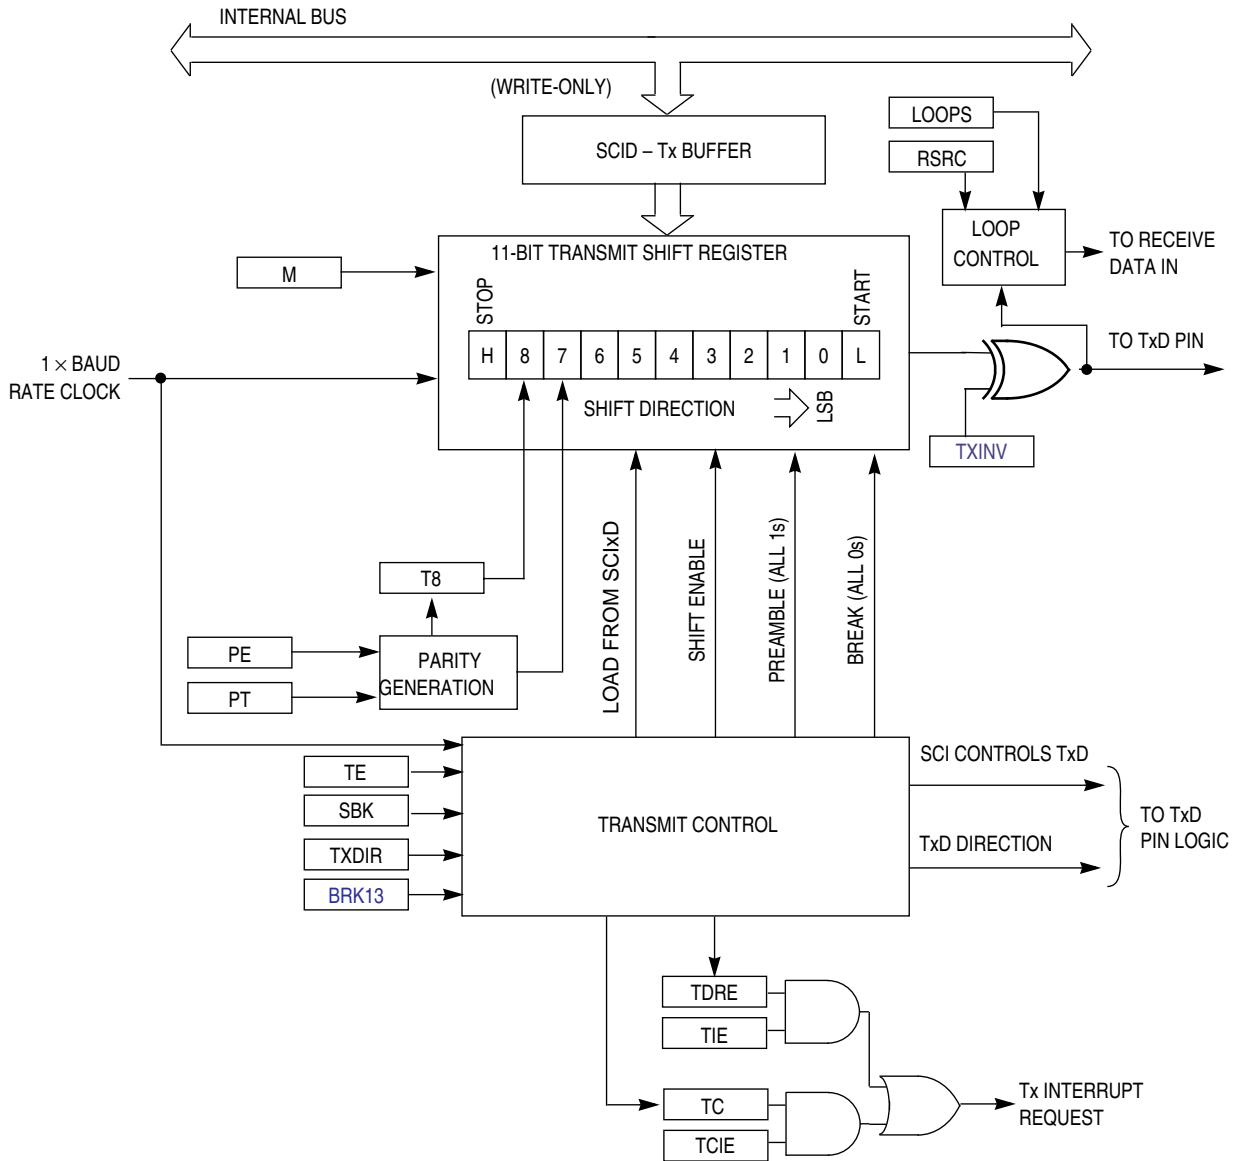 INTERNAL BUS
(WRITE-ONLY)
SCID – Tx BUFFER
LOOPS
RSRC
LOOP
CONTROL
TO RECEIVE
DATA IN
11-BIT TRANSMIT SHIFT REGISTER
M
STOP
START
H 8 7 6 5 4 3 2 1 0 L
1 × BAUD
RATE CLOCK
SHIFT DIRECTION
LSB
TO TxD PIN
TXINV
T8
PE
PT
PARITY
GENERATION
LOAD FROM SCIxD
SHIFT ENABLE
PREAMBLE (ALL 1s)
BREAK (ALL 0s)
TE
SBK
TXDIR
BRK13
TRANSMIT CONTROL
SCI CONTROLS TxD
TxD DIRECTION
TO TxD
PIN LOGIC
TDRE
TIE
TC
TCIE
Tx INTERRUPT
REQUEST